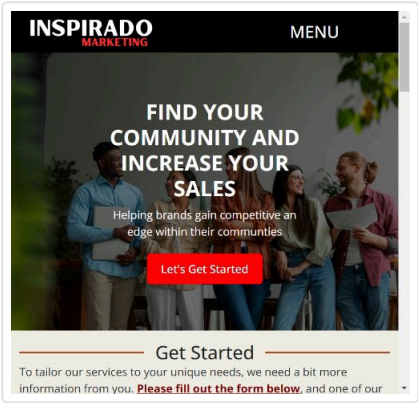 INSPIRADO
MARKETING
MENU
FIND YOUR
COMMUNITY AND
INCREASE YOUR
SALES
Helping brands gain competitive an
edge within their communties
Let's Get Started
Get Started
To tailor our services to your unique needs, we need a bit more
information from you. Please fill out the form below, and one of our